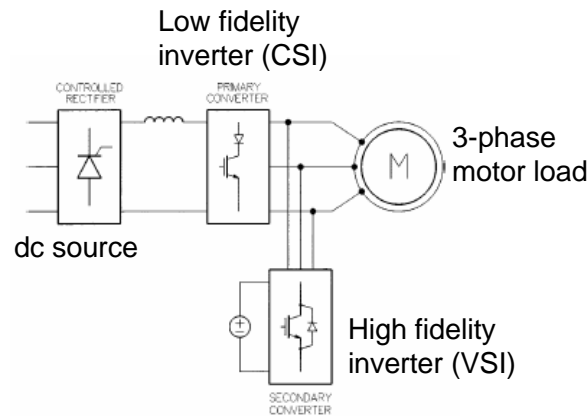 Low fidelity
inverter (CSI)
CONTROLLED
RECTIFIER
PRIMARY
CONVERTER
M
3-phase
motor load
dc source
High fidelity
inverter (VSI)
SECONDARY
CONVERTER